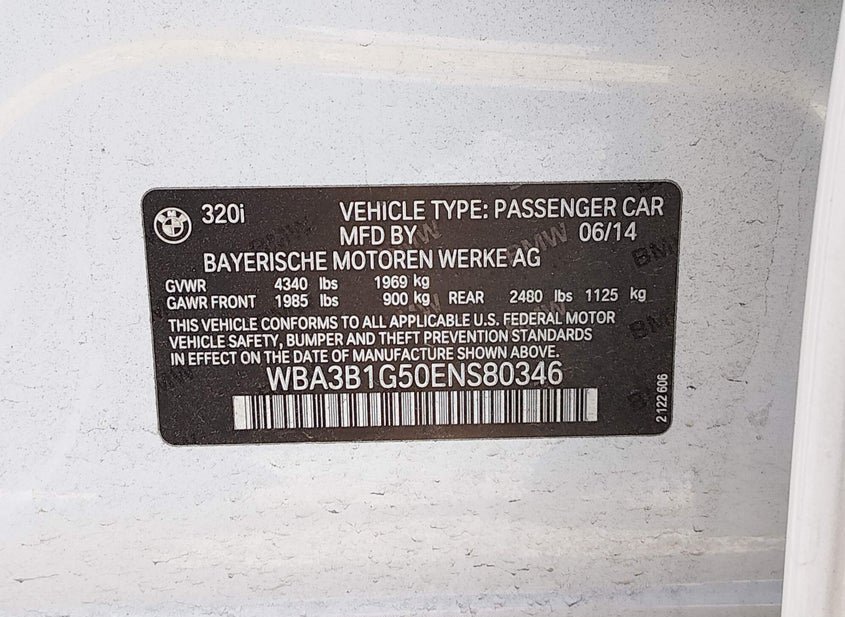 320i VEHICLE TYPE: PASSENGER CAR
MFD BY 06/14
BAYERISCHE MOTOREN WERKE AG
GVWR 4340 lbs 1969 kg
GAWR FRONT 1985 lbs 900 kg REAR 2480 lbs 1125 kg
THIS VEHICLE CONFORMS TO ALL APPLICABLE U.S. FEDERAL MOTOR
VEHICLE SAFETY, BUMPER AND THEFT PREVENTION STANDARDS
IN EFFECT ON THE DATE OF MANUFACTURE SHOWN ABOVE.
WBA3B1G50ENS80346
2 122 606